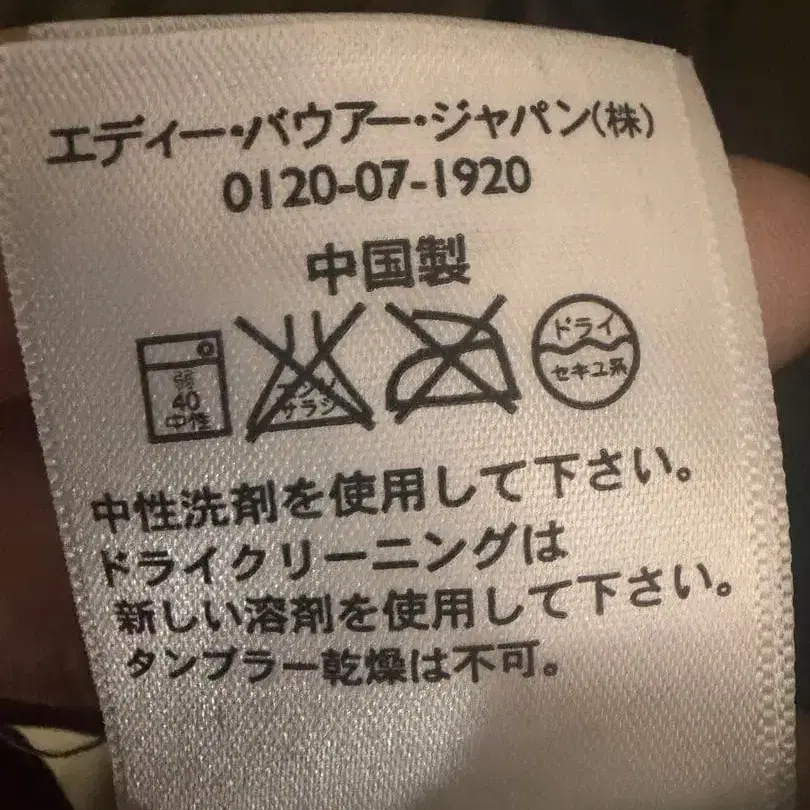 エディー・バウアー・ジャパン(株)
0120-07-1920
中国製
弱
40
中性
エンソ
サラシ
ドライ
セキユ系
中性洗剤を使用して下さい。
ドライクリーニングは
新しい溶剤を使用して下さい。
タンブラー乾燥は不可。